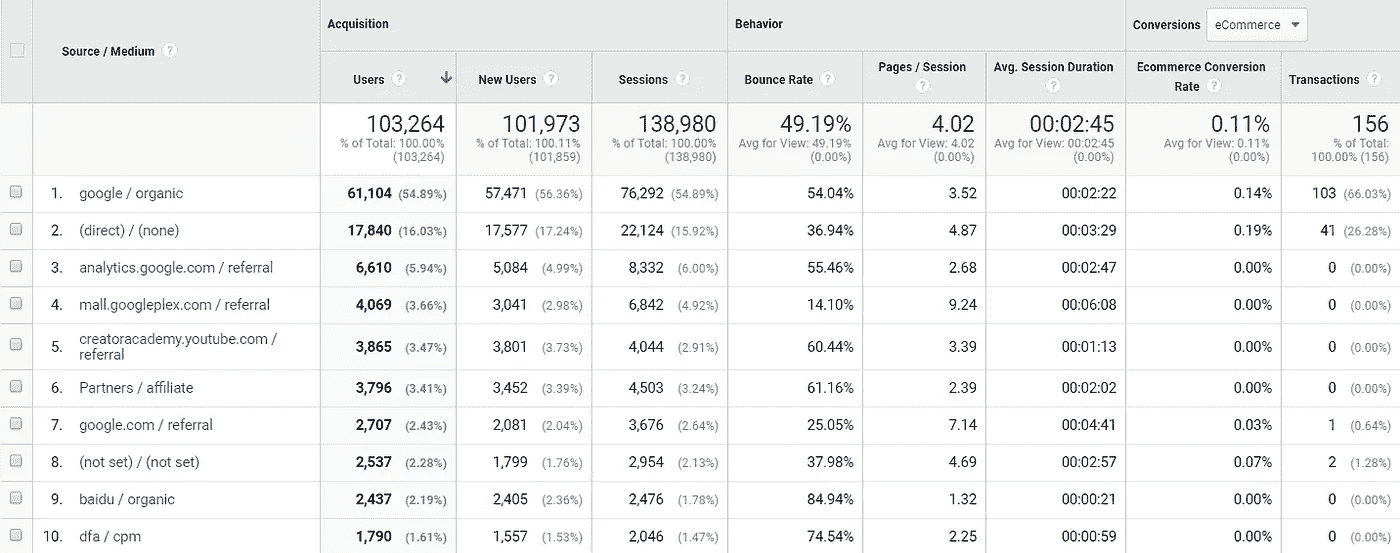 Acquisition Behavior Conversions eCommerce
Source / Medium ?
Users ? New Users ? Sessions ? Bounce Rate ? Pages / Session ? Avg. Session Duration ? Ecommerce Conversion Rate ? Transactions ?
103,264 101,973 138,980 49.19% 4.02 00:02:45 0.11% 156
% of Total: 100.00% % of Total: 100.11% % of Total: 100.00% Avg for View: 49.19% Avg for View: 4.02 Avg for View: 00:02:45 Avg for View: 0.11% % of Total:
(103,264) (101,859) (138,980) (0.00%) (0.00%) (0.00%) (0.00%) 100.00% (156)
1. google / organic 61,104 (54.89%) 57,471 (56.36%) 76,292 (54.89%) 54.04% 3.52 00:02:22 0.14% 103 (66.03%)
2. (direct) / (none) 17,840 (16.03%) 17,577 (17.24%) 22,124 (15.92%) 36.94% 4.87 00:03:29 0.19% 41 (26.28%)
3. analytics.google.com / referral 6,610 (5.94%) 5,084 (4.99%) 8,332 (6.00%) 55.46% 2.68 00:02:47 0.00% 0 (0.00%)
4. mall.googleplex.com / referral 4,069 (3.66%) 3,041 (2.98%) 6,842 (4.92%) 14.10% 9.24 00:06:08 0.00% 0 (0.00%)
5. creatoracademy.youtube.com / referral 3,865 (3.47%) 3,801 (3.73%) 4,044 (2.91%) 60.44% 3.39 00:01:13 0.00% 0 (0.00%)
6. Partners / affiliate 3,796 (3.41%) 3,452 (3.39%) 4,503 (3.24%) 61.16% 2.39 00:02:02 0.00% 0 (0.00%)
7. google.com / referral 2,707 (2.43%) 2,081 (2.04%) 3,676 (2.64%) 25.05% 7.14 00:04:41 0.03% 1 (0.64%)
8. (not set) / (not set) 2,537 (2.28%) 1,799 (1.76%) 2,954 (2.13%) 37.98% 4.69 00:02:57 0.07% 2 (1.28%)
9. baidu / organic 2,437 (2.19%) 2,405 (2.36%) 2,476 (1.78%) 84.94% 1.32 00:00:21 0.00% 0 (0.00%)
10. dfa / cpm 1,790 (1.61%) 1,557 (1.53%) 2,046 (1.47%) 74.54% 2.25 00:00:59 0.00% 0 (0.00%)